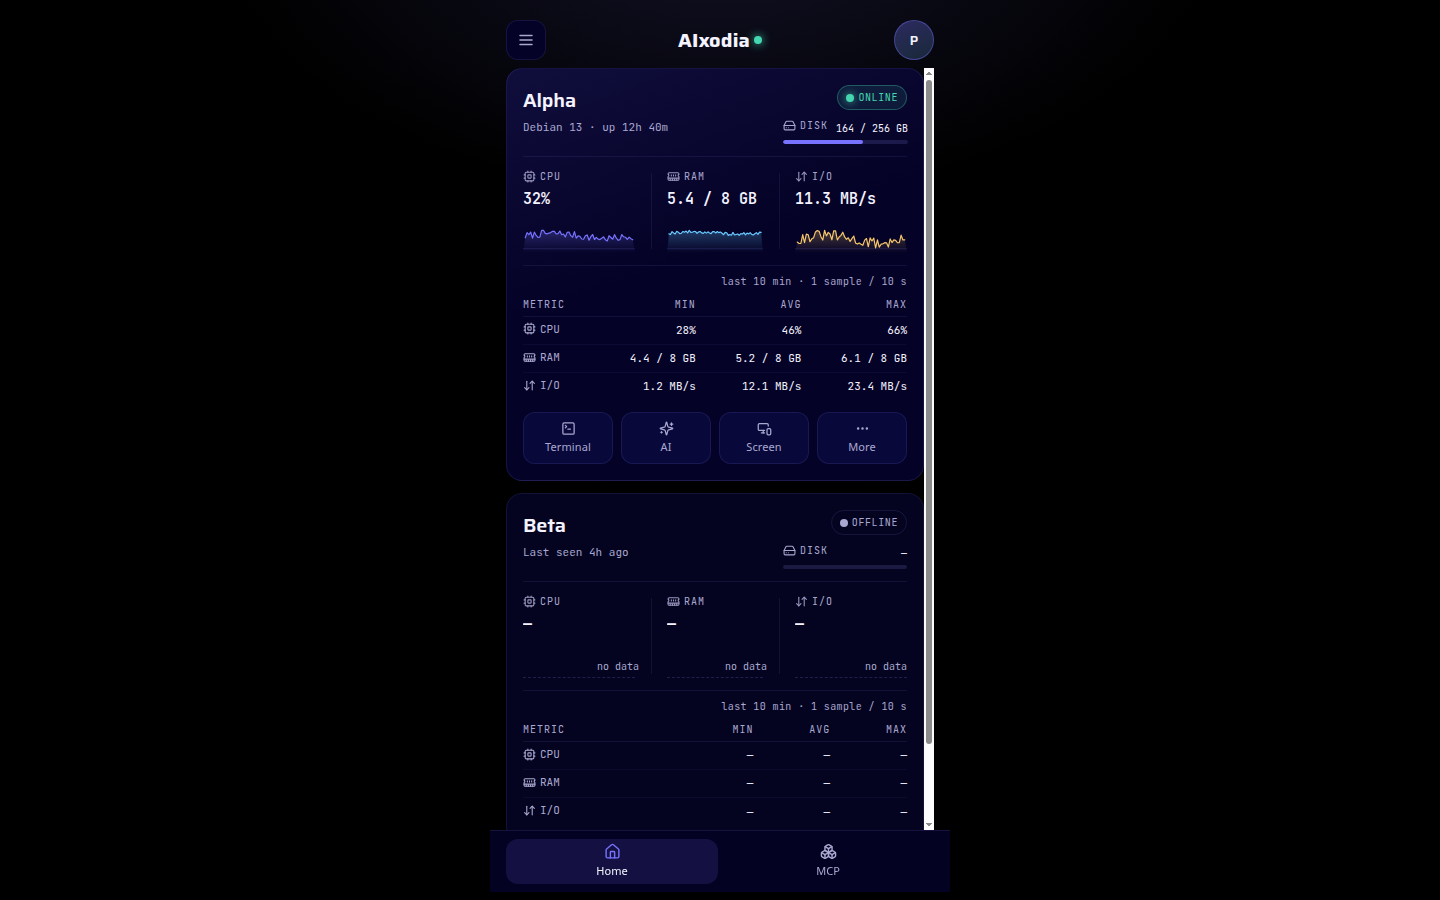 AIxodia
P
Alpha
ONLINE
Debian 13 · up 12h 40m
DISK 164 / 256 GB
CPU RAM I/O
32% 5.4 / 8 GB 11.3 MB/s
last 10 min · 1 sample / 10 s
METRIC MIN AVG MAX
CPU 28% 46% 66%
RAM 4.4 / 8 GB 5.2 / 8 GB 6.1 / 8 GB
I/O 1.2 MB/s 12.1 MB/s 23.4 MB/s
Terminal AI Screen More
Beta
OFFLINE
Last seen 4h ago
DISK —
CPU RAM I/O
— — —
no data no data no data
last 10 min · 1 sample / 10 s
METRIC MIN AVG MAX
CPU — — —
RAM — — —
I/O — — —
Home MCP